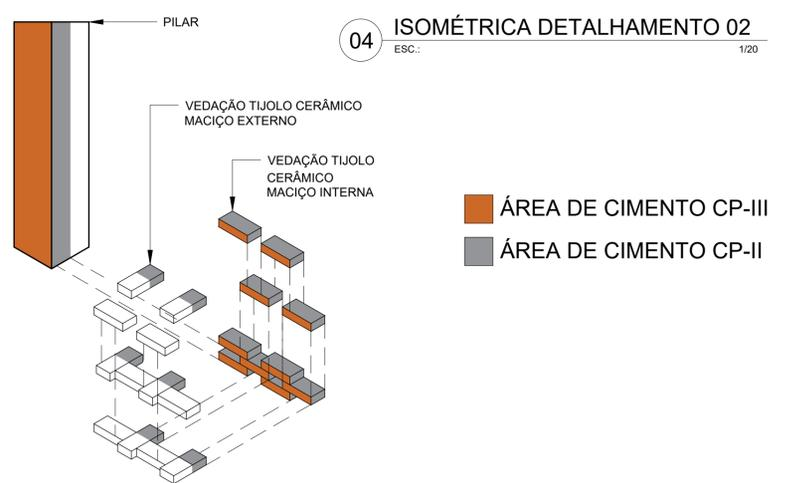 PILAR
04
ISOMÉTRICA DETALHAMENTO 02
ESC.:
1/20
VEDAÇÃO TIJOLO CERÂMICO
MACIÇO EXTERNO
VEDAÇÃO TIJOLO
CERÂMICO
MACIÇO INTERNA
ÁREA DE CIMENTO CP-III
ÁREA DE CIMENTO CP-II